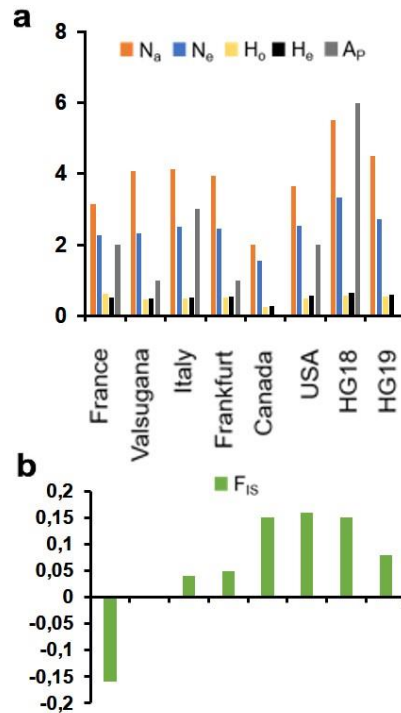 a
8
Na Ne Ho He AP
6
4
2
0
France Valsugana Italy Frankfurt Canada USA HG18 HG19
b
FIS
0,2
0,15
0,1
0,05
0
-0,05
-0,1
-0,15
-0,2